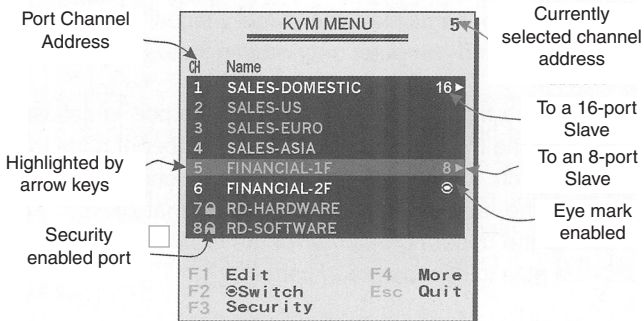 Port Channel Address
KVM MENU 5
Currently selected channel address
CH Name
1 SALES-DOMESTIC 16
2 SALES-US
3 SALES-EURO
4 SALES-ASIA
5 FINANCIAL-1F 8
6 FINANCIAL-2F
7 RD-HARDWARE
8 RD-SOFTWARE
To a 16-port Slave
To an 8-port Slave
Eye mark enabled
Highlighted by arrow keys
Security enabled port
F1 Edit F4 More
F2 Switch Esc Quit
F3 Security